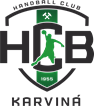 HANDBALL CLUB
HCB
1955
KARVINÁ